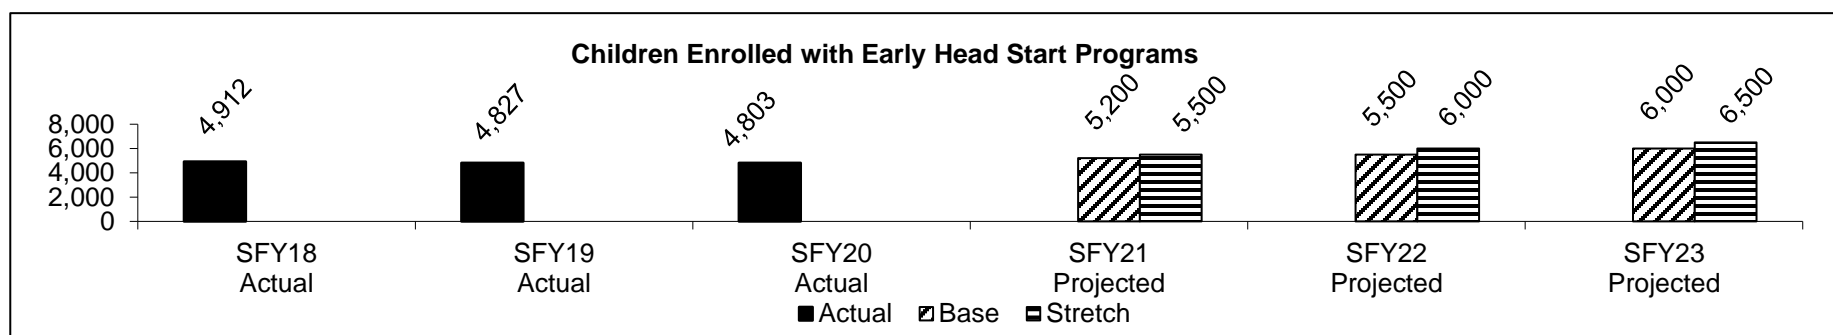 Children Enrolled with Early Head Start Programs
4,912
4,827
4,803
5,200
5,500
5,500
6,000
6,000
6,500
8,000
6,000
4,000
2,000
0
SFY18
Actual
SFY19
Actual
SFY20
Actual
SFY21
Projected
SFY22
Projected
SFY23
Projected
Actual
Base
Stretch